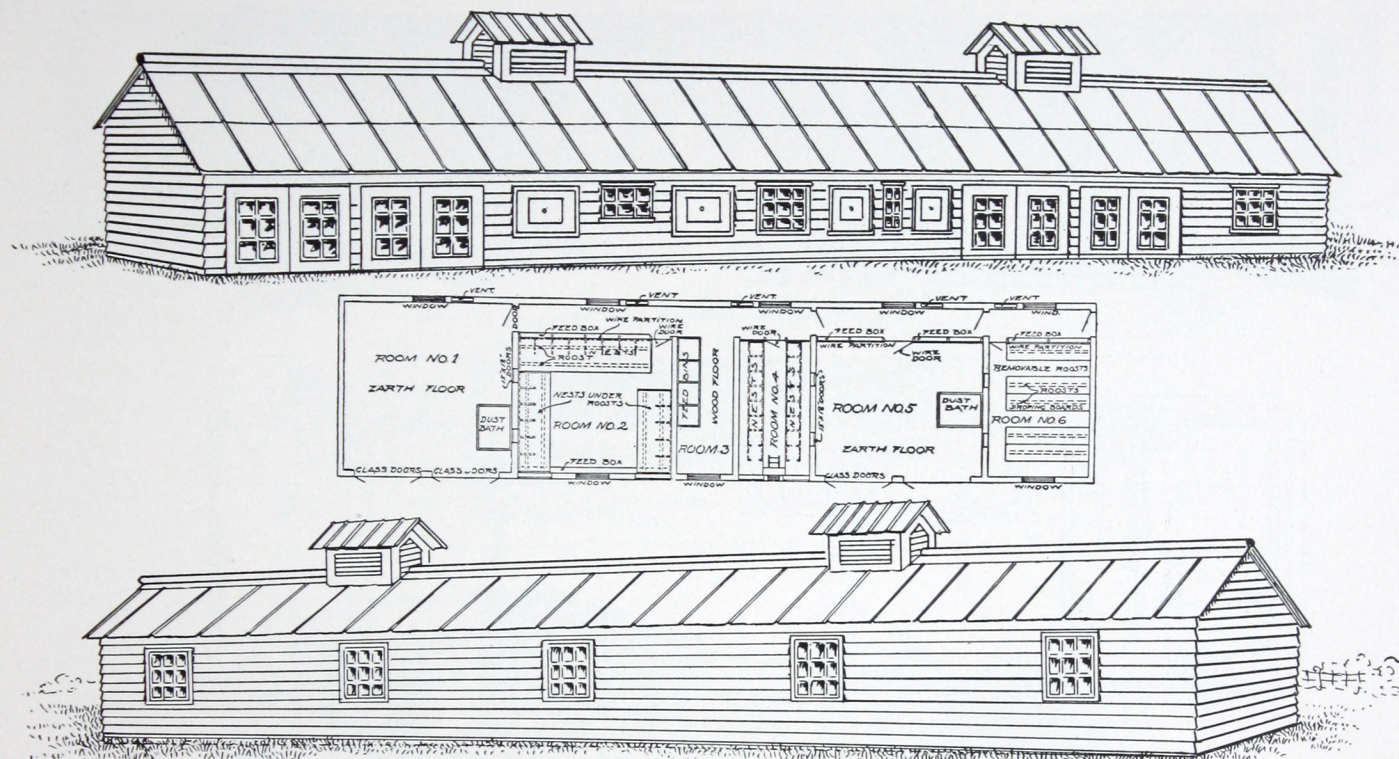 VENT
WINDOW
VENT
WINDOW
VENT
WINDOW
VENT
WINDOW
VENT
WIND.
DOOR
FEED BOX
WIRE PARTITION
WIRE DOOR
ROOST
NESTS
ROOM NO. 1
EARTH FLOOR
DUST BATH
GLASS DOORS
GLASS DOORS
NESTS UNDER
ROOSTS
ROOM NO. 2
FEED BOX
WINDOW
FEED BINS
WOOD FLOOR
ROOM 3
WINDOW
WIRE DOOR
NESTS
ROOM NO. 4
NESTS
FEED BOX
FEED BOX
WIRE PARTITION
WIRE DOOR
ROOM NO. 5
DUST BATH
EARTH FLOOR
GLASS DOORS
FEED BOX
WIRE PARTITION
REMOVABLE ROOSTS
ROOSTS
DROPING BOARDS
ROOM NO. 6
WINDOW